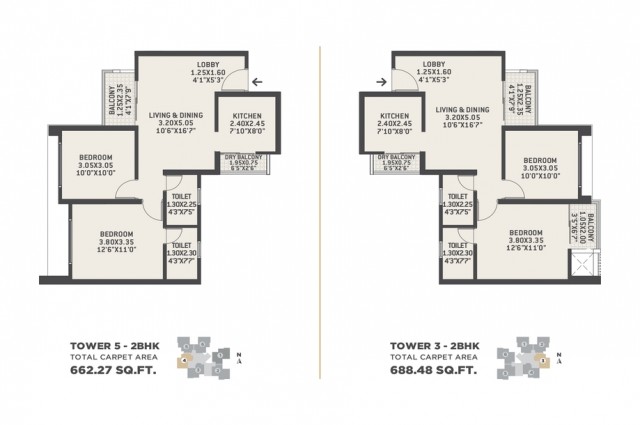 LOBBY
1.25X1.60
4'1"X5'3"
BALCONY
1.25X2.35
4'1"X7'9"
LIVING & DINING
3.20X5.05
10'6"X16'7"
KITCHEN
2.40X2.45
7'10"X8'0"
DRY BALCONY
1.95X0.75
6'5"X2'6"
BEDROOM
3.05X3.05
10'0"X10'0"
TOILET
1.30X2.25
4'3"X7'5"
BEDROOM
3.80X3.35
12'6"X11'0"
TOILET
1.30X2.30
4'3"X7'7"
TOWER 5 - 2BHK
TOTAL CARPET AREA
662.27 SQ.FT.
4
N
LOBBY
1.25X1.60
4'1"X5'3"
KITCHEN
2.40X2.45
7'10"X8'0"
LIVING & DINING
3.20X5.05
10'6"X16'7"
BALCONY
1.25X2.35
4'1"X7'9"
DRY BALCONY
1.95X0.75
6'5"X2'6"
BEDROOM
3.05X3.05
10'0"X10'0"
TOILET
1.30X2.25
4'3"X7'5"
BEDROOM
3.80X3.35
12'6"X11'0"
BALCONY
1.05X2.00
3'5"X6'7"
TOILET
1.30X2.30
4'3"X7'7"
TOWER 3 - 2BHK
TOTAL CARPET AREA
688.48 SQ.FT.
3
N